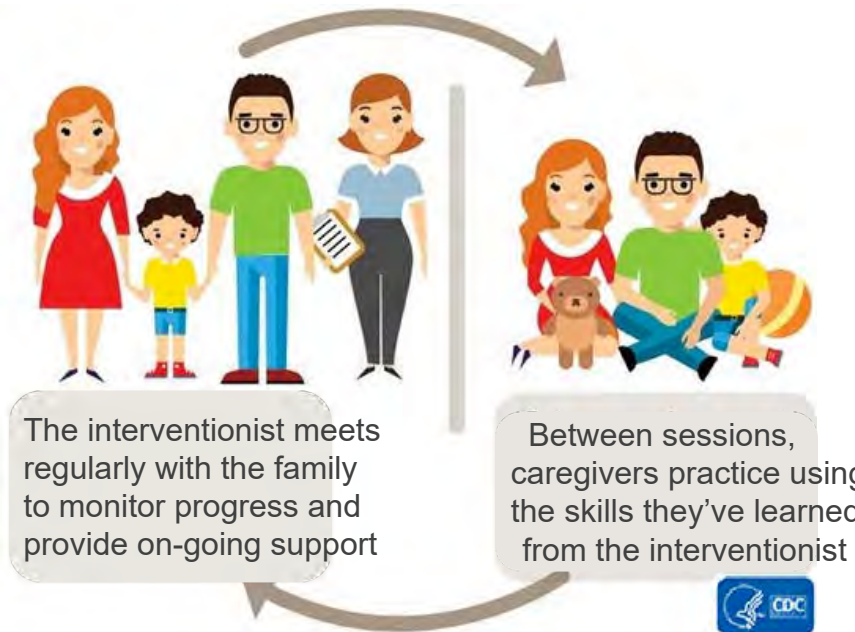 The interventionist meets
regularly with the family
to monitor progress and
provide on-going support
Between sessions,
caregivers practice using
the skills they’ve learned
from the interventionist
CDC